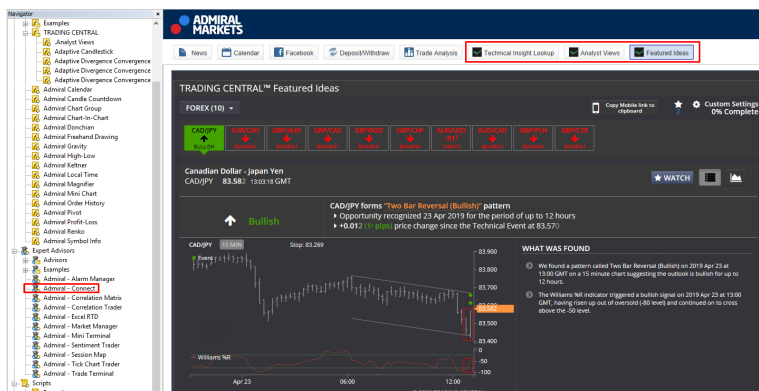 Navigator
Examples
TRADING CENTRAL
.Analyst Views
Adaptive Candlestick
Adaptive Divergence Convergence
Adaptive Divergence Convergence
Adaptive Divergence Convergence
Admiral Calendar
Admiral Candle Countdown
Admiral Chart Group
Admiral Chart-In-Chart
Admiral Donchian
Admiral Freehand Drawing
Admiral Gravity
Admiral High-Low
Admiral Keltner
Admiral Local Time
Admiral Magnifier
Admiral Mini Chart
Admiral Order History
Admiral Pivot
Admiral Profit-Loss
Admiral Renko
Admiral Symbol Info
Expert Advisors
Advisors
Examples
Admiral - Alarm Manager
Admiral - Connect
Admiral - Correlation Matrix
Admiral - Correlation Trader
Admiral - Excel RTD
Admiral - Market Manager
Admiral - Mini Terminal
Admiral - Sentiment Trader
Admiral - Session Map
Admiral - Tick Chart Trader
Admiral - Trade Terminal
Scripts
ADMIRAL
MARKETS
News Calendar Facebook Deposit/Withdraw Trade Analysis Technical Insight Lookup Analyst Views Featured Ideas
TRADING CENTRAL™ Featured Ideas
FOREX (10)
Copy Mobile link to
clipboard
2
Custom Settings
0% Complete
CAD/JPY EUR/CAD GBP/AUD GBP/CAD GBP/NZD GBP/CHF AUD/USD AUD/CAD GBP/PLN GBP/CZK
BULLISH
Canadian Dollar - Japan Yen
CAD/JPY 83.582 13:03:18 GMT
WATCH
Bullish
CAD/JPY forms "Two Bar Reversal (Bullish)" pattern
Opportunity recognized 23 Apr 2019 for the period of up to 12 hours
+0.012 (1+ pips) price change since the Technical Event at 83.570
CAD/JPY 15 MIN Stop: 83.269
Event
83.900
83.800
83.700
83.582
83.500
83.400
Williams %R
0
-50
-100
Apr 23 06:00 12:00
WHAT WAS FOUND
We found a pattern called Two Bar Reversal (Bullish) on 2019 Apr 23 at
13:00 GMT on a 15 minute chart suggesting the outlook is bullish for up to
12 hours.
The Williams %R indicator triggered a bullish signal on 2019 Apr 23 at 13:00
GMT, having risen up out of oversold (-80 level) and continued on to cross
above the -50 level.